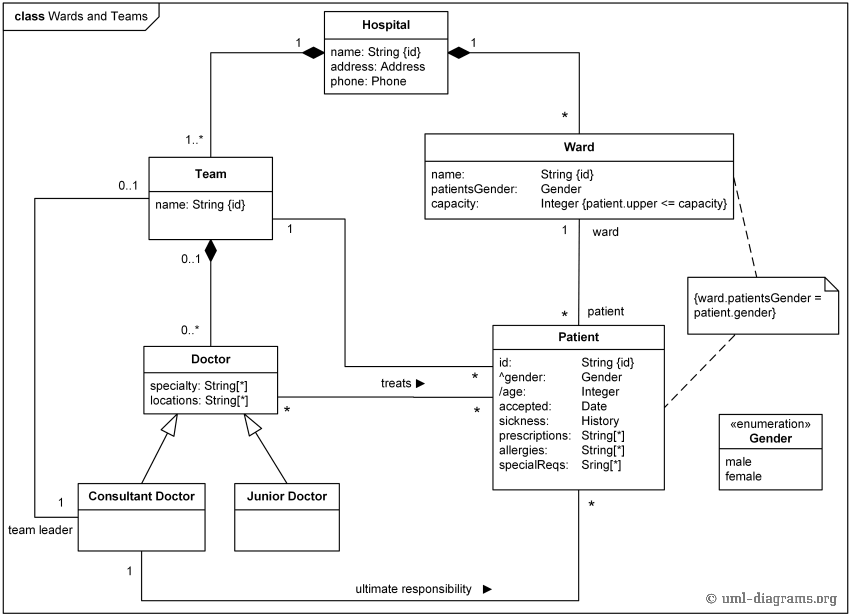 class Wards and Teams
Hospital
name: String {id}
address: Address
phone: Phone
1
1
1..*
*
Team
name: String {id}
0..1
1
0..1
0..*
Ward
name: String {id}
patientsGender: Gender
capacity: Integer {patient.upper <= capacity}
1 ward
* patient
{ward.patientsGender =
patient.gender}
Doctor
specialty: String[*]
locations: String[*]
*
treats ►
*
*
Patient
id: String {id}
^gender: Gender
/age: Integer
accepted: Date
sickness: History
prescriptions: String[*]
allergies: String[*]
specialReqs: Sring[*]
«enumeration»
Gender
male
female
Consultant Doctor
Junior Doctor
1
team leader
1
*
ultimate responsibility ►
© uml-diagrams.org